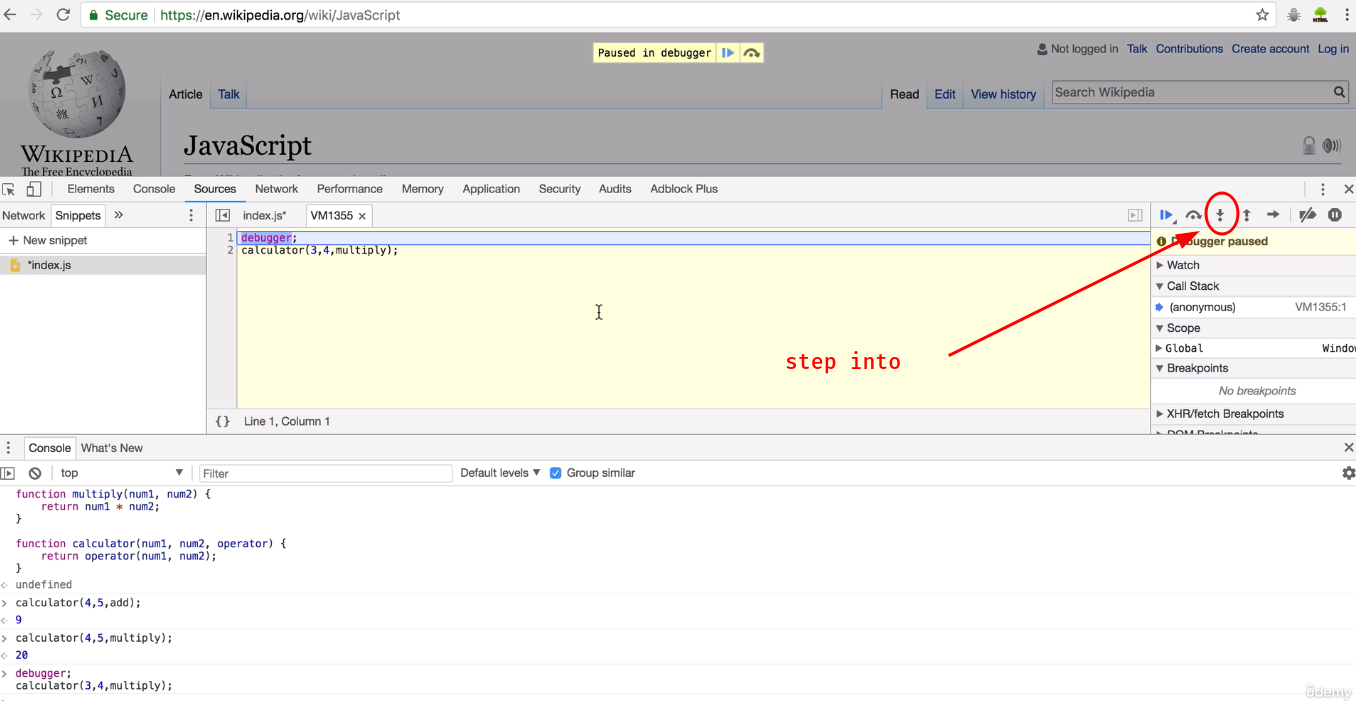 Secure https://en.wikipedia.org/wiki/JavaScript
Paused in debugger
Not logged in Talk Contributions Create account Log in
Article Talk Read Edit View history Search Wikipedia
WIKIPEDIA
The Free Encyclopedia
JavaScript
Elements Console Sources Network Performance Memory Application Security Audits Adblock Plus
Network Snippets » index.js* VM1355 ×
+ New snippet
*index.js
1 debugger;
2 calculator(3,4,multiply);
Debugger paused
Watch
Call Stack
(anonymous) VM1355:1
Scope
Global
Breakpoints
No breakpoints
XHR/fetch Breakpoints
DOM Breakpoints
step into
{} Line 1, Column 1
Console What's New
top Filter Default levels Group similar
function multiply(num1, num2) {
return num1 * num2;
}
function calculator(num1, num2, operator) {
return operator(num1, num2);
}
undefined
> calculator(4,5,add);
9
> calculator(4,5,multiply);
20
> debugger;
calculator(3,4,multiply);
ûdemy